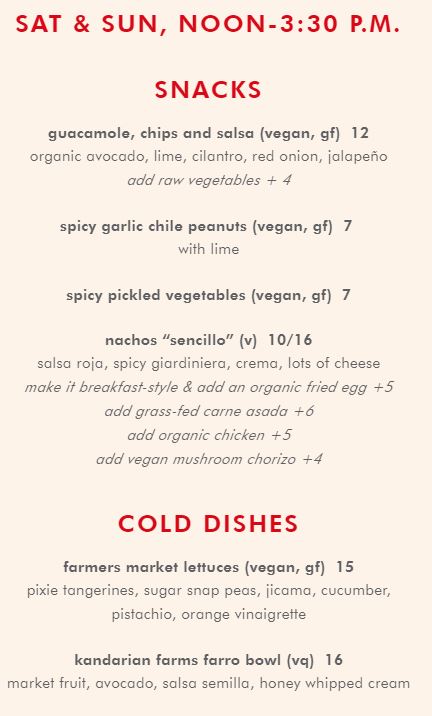 SAT & SUN, NOON-3:30 P.M.
SNACKS
guacamole, chips and salsa (vegan, gf) 12
organic avocado, lime, cilantro, red onion, jalapeño
add raw vegetables + 4
spicy garlic chile peanuts (vegan, gf) 7
with lime
spicy pickled vegetables (vegan, gf) 7
nachos “sencillo” (v) 10/16
salsa roja, spicy giardiniera, crema, lots of cheese
make it breakfast-style & add an organic fried egg +5
add grass-fed carne asada +6
add organic chicken +5
add vegan mushroom chorizo +4
COLD DISHES
farmers market lettuces (vegan, gf) 15
pixie tangerines, sugar snap peas, jicama, cucumber,
pistachio, orange vinaigrette
kandarian farms farro bowl (vq) 16
market fruit, avocado, salsa semilla, honey whipped cream